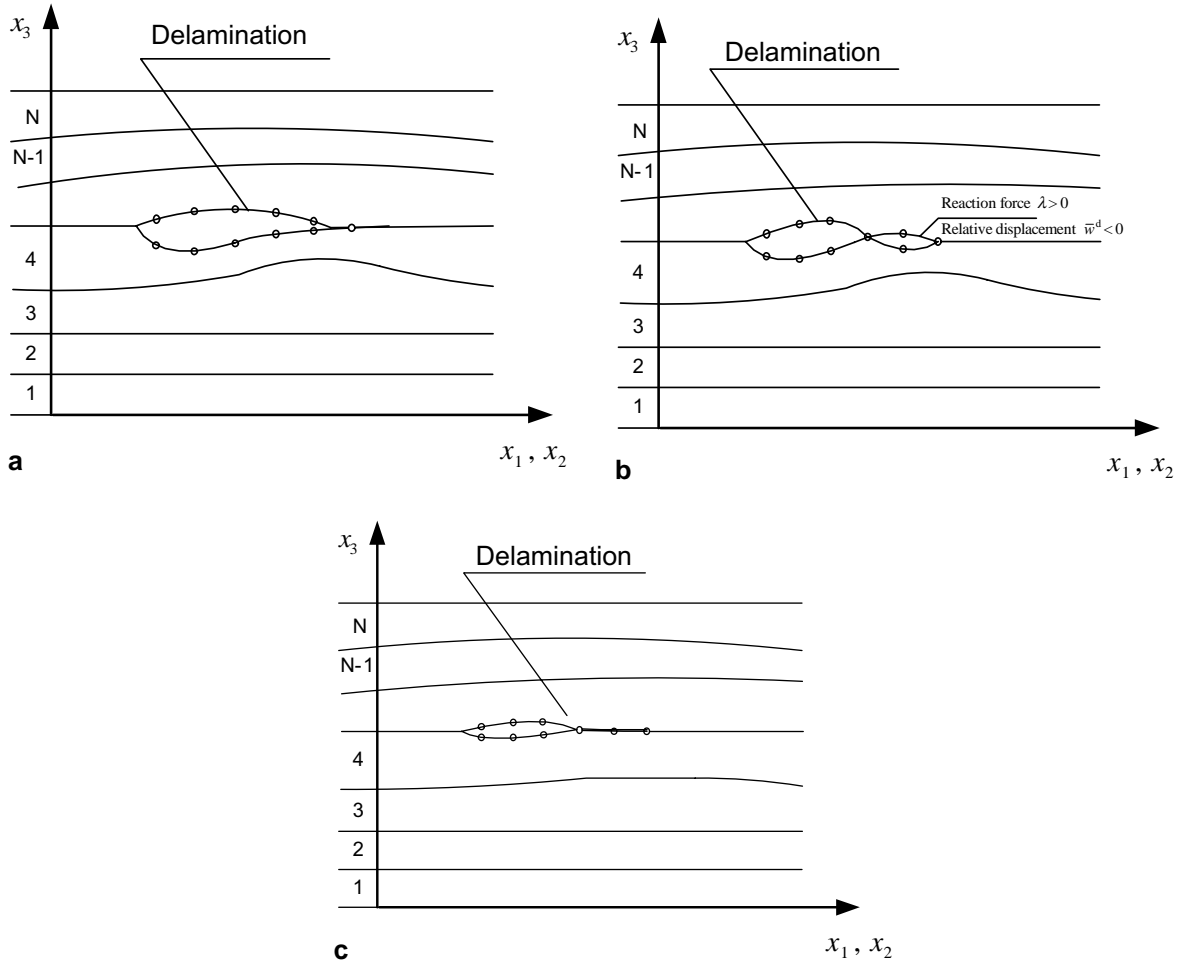 x₃
Delamination
N
N-1
4
3
2
1
x₁ , x₂
a
x₃
Delamination
N
N-1
Reaction force λ>0
Relative displacement w̄ᵈ<0
4
3
2
1
x₁ , x₂
b
x₃
Delamination
N
N-1
4
3
2
1
x₁ , x₂
c